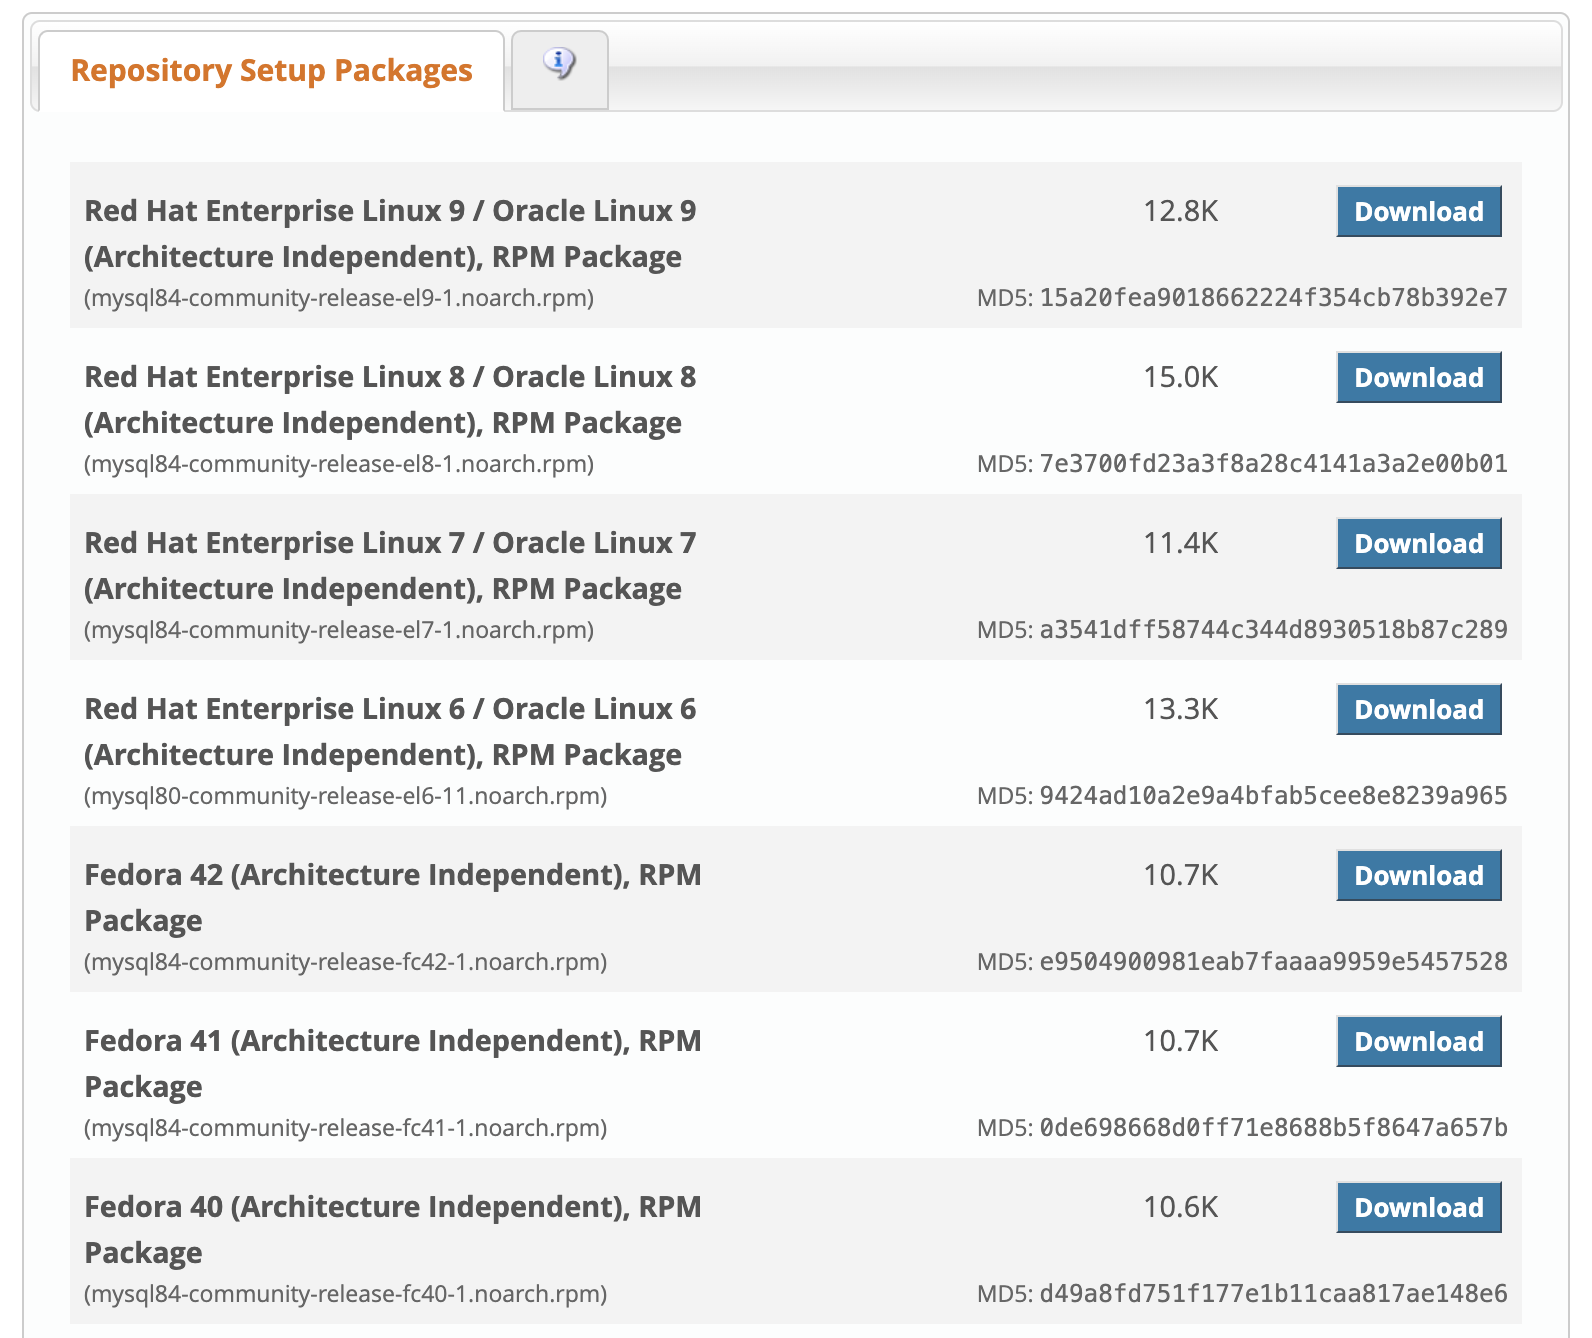 Repository Setup Packages
Red Hat Enterprise Linux 9 / Oracle Linux 9 12.8K Download
(Architecture Independent), RPM Package
(mysql84-community-release-el9-1.noarch.rpm) MD5: 15a20fea9018662224f354cb78b392e7
Red Hat Enterprise Linux 8 / Oracle Linux 8 15.0K Download
(Architecture Independent), RPM Package
(mysql84-community-release-el8-1.noarch.rpm) MD5: 7e3700fd23a3f8a28c4141a3a2e00b01
Red Hat Enterprise Linux 7 / Oracle Linux 7 11.4K Download
(Architecture Independent), RPM Package
(mysql84-community-release-el7-1.noarch.rpm) MD5: a3541dff58744c344d8930518b87c289
Red Hat Enterprise Linux 6 / Oracle Linux 6 13.3K Download
(Architecture Independent), RPM Package
(mysql80-community-release-el6-11.noarch.rpm) MD5: 9424ad10a2e9a4bfab5cee8e8239a965
Fedora 42 (Architecture Independent), RPM 10.7K Download
Package
(mysql84-community-release-fc42-1.noarch.rpm) MD5: e9504900981eab7faaaa9959e5457528
Fedora 41 (Architecture Independent), RPM 10.7K Download
Package
(mysql84-community-release-fc41-1.noarch.rpm) MD5: 0de698668d0ff71e8688b5f8647a657b
Fedora 40 (Architecture Independent), RPM 10.6K Download
Package
(mysql84-community-release-fc40-1.noarch.rpm) MD5: d49a8fd751f177e1b11caa817ae148e6